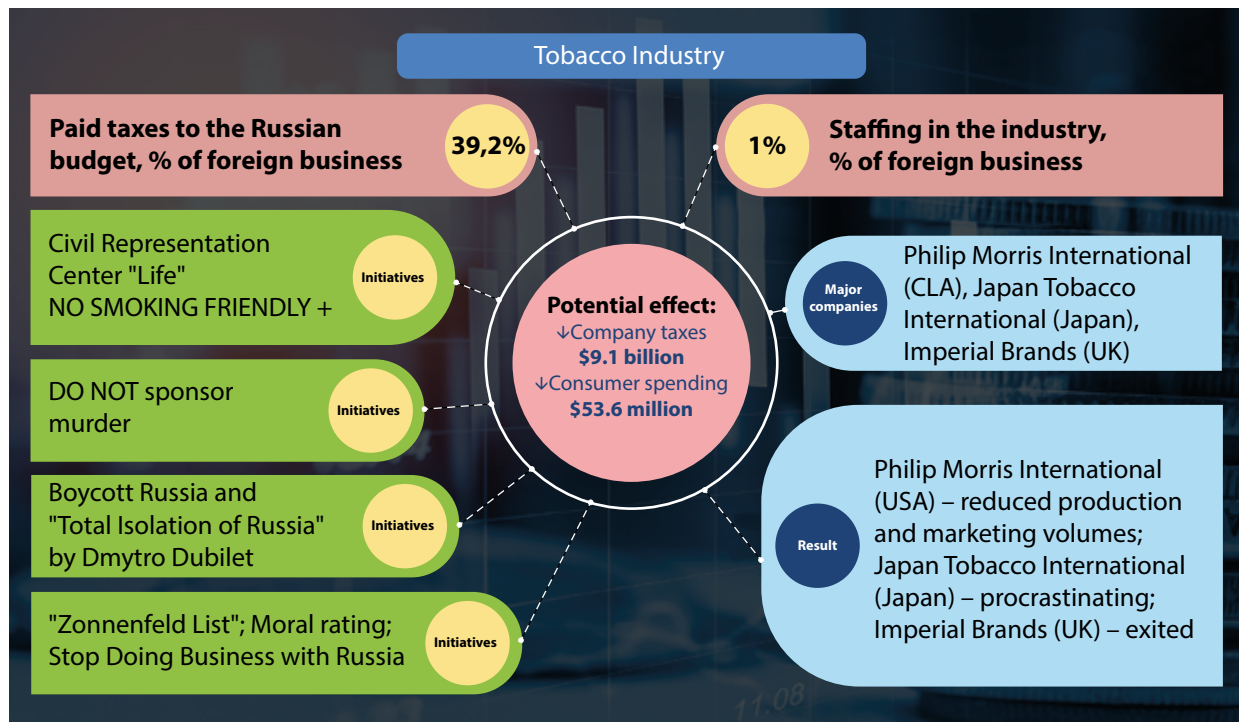 Tobacco Industry
Paid taxes to the Russian
budget, % of foreign business
39,2%
1%
Staffing in the industry,
% of foreign business
Civil Representation
Center "Life"
NO SMOKING FRIENDLY +
Initiatives
DO NOT sponsor
murder
Initiatives
Boycott Russia and
"Total Isolation of Russia"
by Dmytro Dubilet
Initiatives
"Zonnenfeld List"; Moral rating;
Stop Doing Business with Russia
Initiatives
Potential effect:
↓Company taxes
$9.1 billion
↓Consumer spending
$53.6 million
Major
companies
Philip Morris International
(CLA), Japan Tobacco
International (Japan),
Imperial Brands (UK)
Result
Philip Morris International
(USA) – reduced production
and marketing volumes;
Japan Tobacco International
(Japan) – procrastinating;
Imperial Brands (UK) – exited
11.08